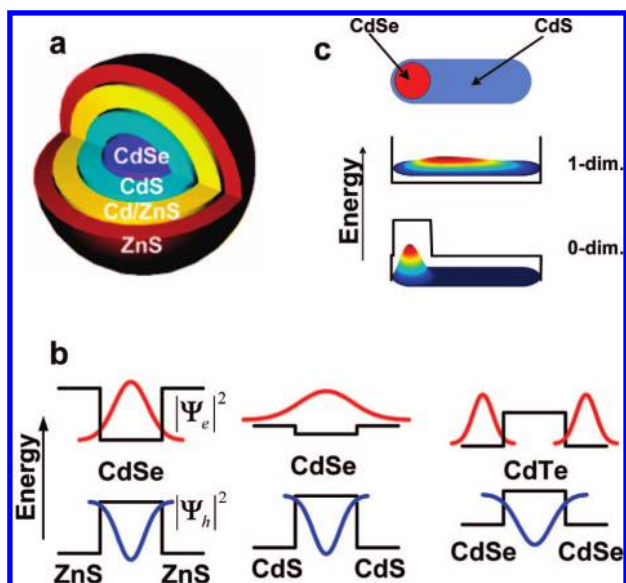 a
CdSe
CdS
Cd/ZnS
ZnS
c
CdSe
CdS
Energy
1-dim.
0-dim.
b
Energy
|Ψe|²
CdSe
CdSe
CdTe
|Ψh|²
ZnS ZnS
CdS CdS
CdSe CdSe